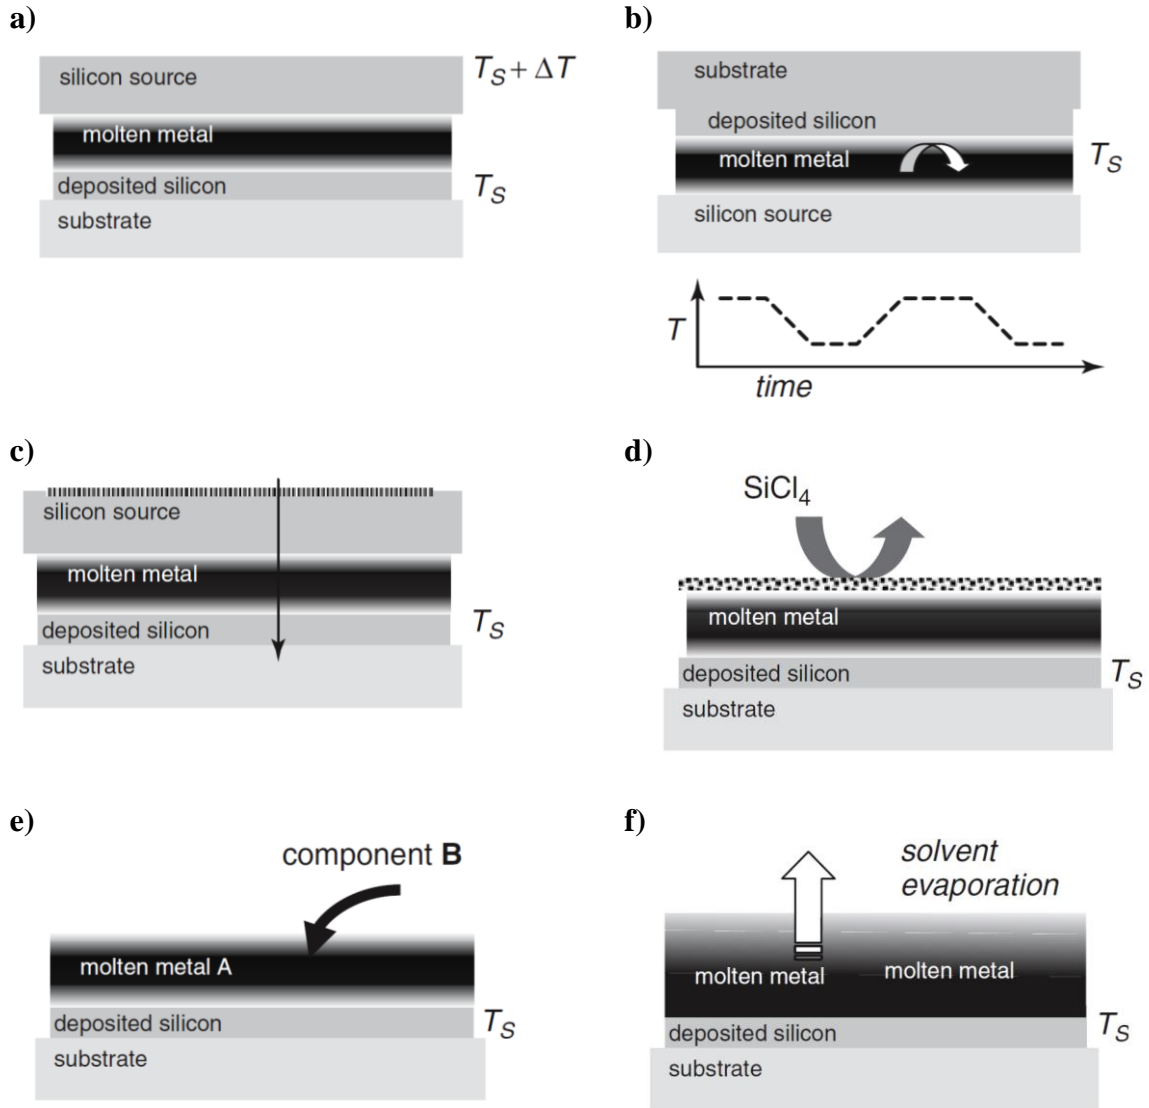 a)
silicon source
T_S + ΔT
molten metal
deposited silicon
T_S
substrate
b)
substrate
deposited silicon
molten metal
T_S
silicon source
T
time
c)
silicon source
molten metal
deposited silicon
T_S
substrate
d)
SiCl₄
molten metal
deposited silicon
T_S
substrate
e)
component B
molten metal A
deposited silicon
T_S
substrate
f)
solvent
evaporation
molten metal molten metal
deposited silicon
T_S
substrate